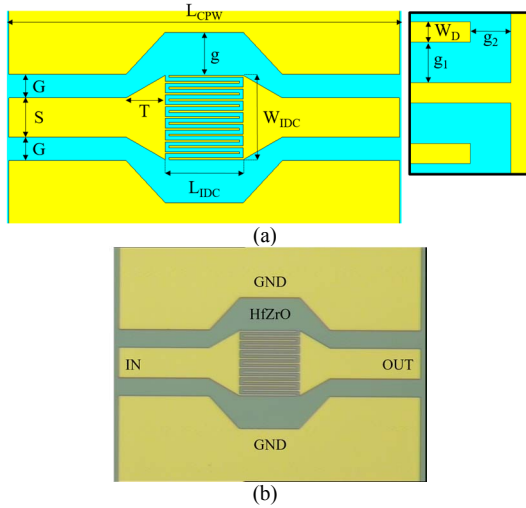 L_CPW
W_D
g_2
g_1
g
G
S
T
W_IDC
G
L_IDC
(a)
GND
HfZrO
IN
OUT
GND
(b)